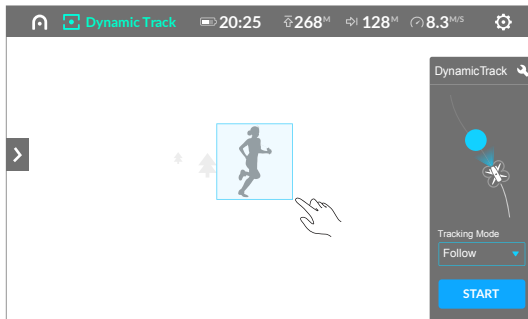 Dynamic Track 20:25 268M 128M 8.3M/S
DynamicTrack
Tracking Mode
Follow
START